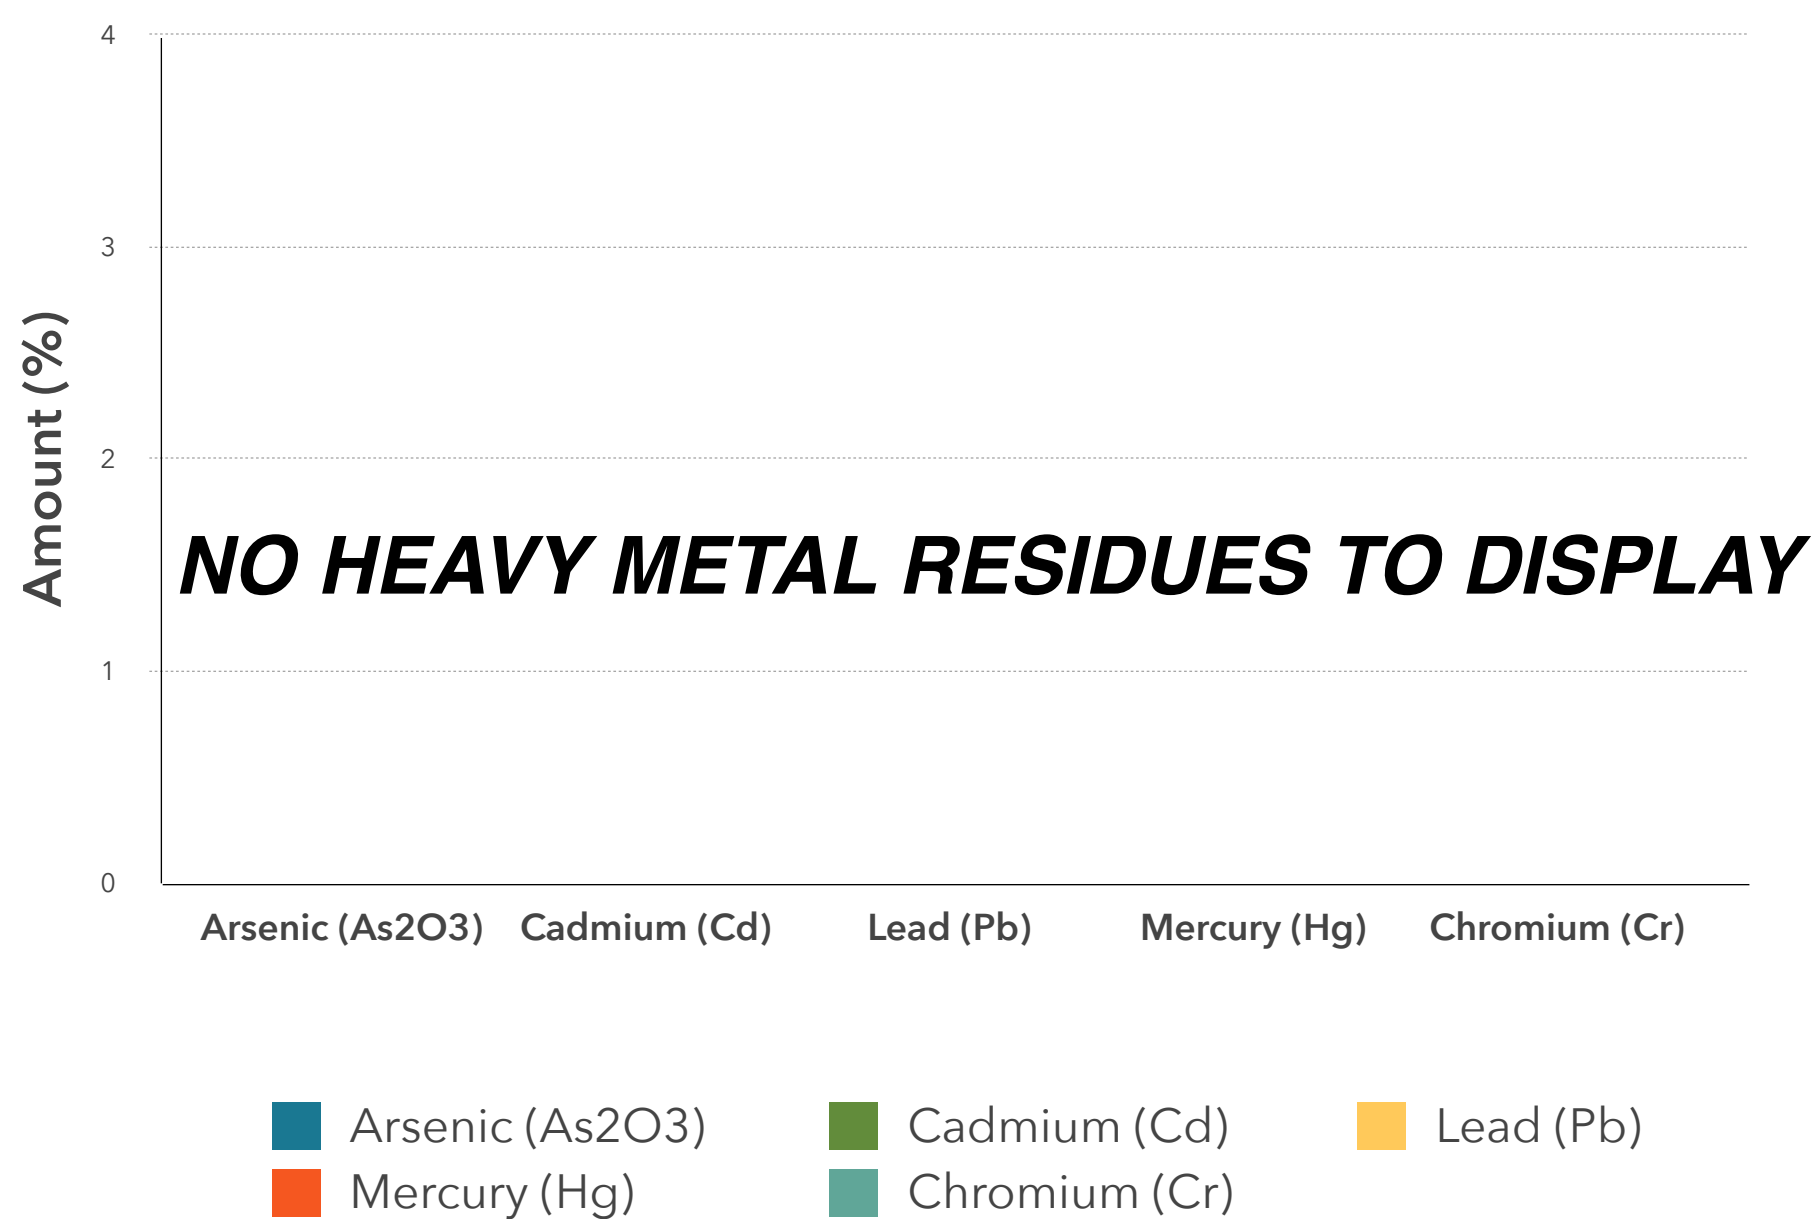 4
3
2
1
0
Amount (%)
NO HEAVY METAL RESIDUES TO DISPLAY
Arsenic (As2O3) Cadmium (Cd) Lead (Pb) Mercury (Hg) Chromium (Cr)
Arsenic (As2O3) Cadmium (Cd) Lead (Pb)
Mercury (Hg) Chromium (Cr)